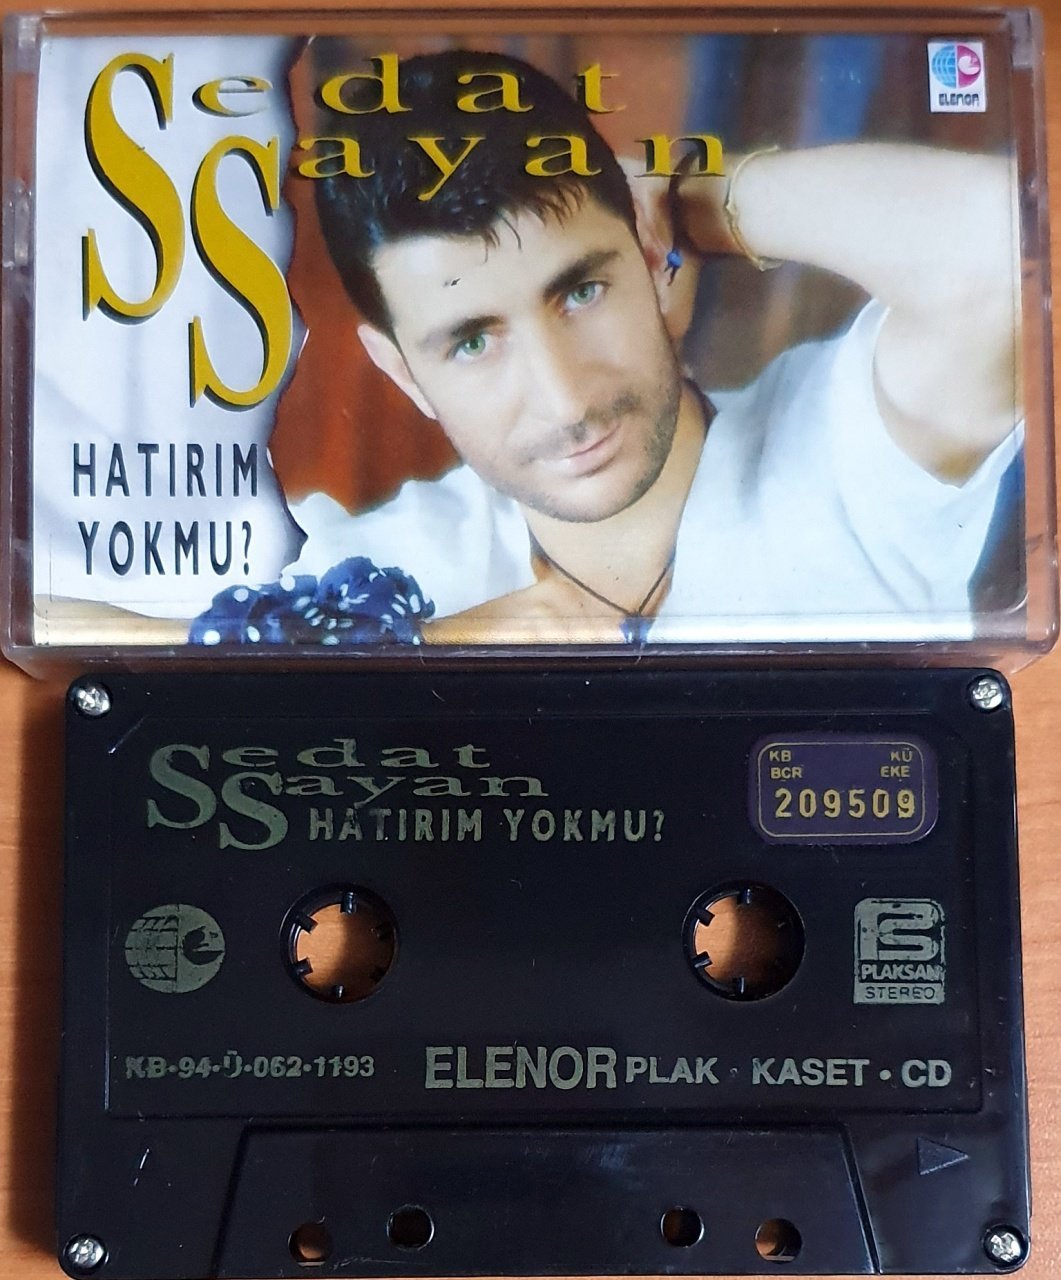 Sedat
Sayan
ELENOR
HATIRIM
YOKMU?
Sedat
Sayan
HATIRIM YOKMU?
KB KÜ
BCR EKE
209509
PLAKSAN
STEREO
KB·94·Ü·062·1193
ELENOR PLAK · KASET · CD